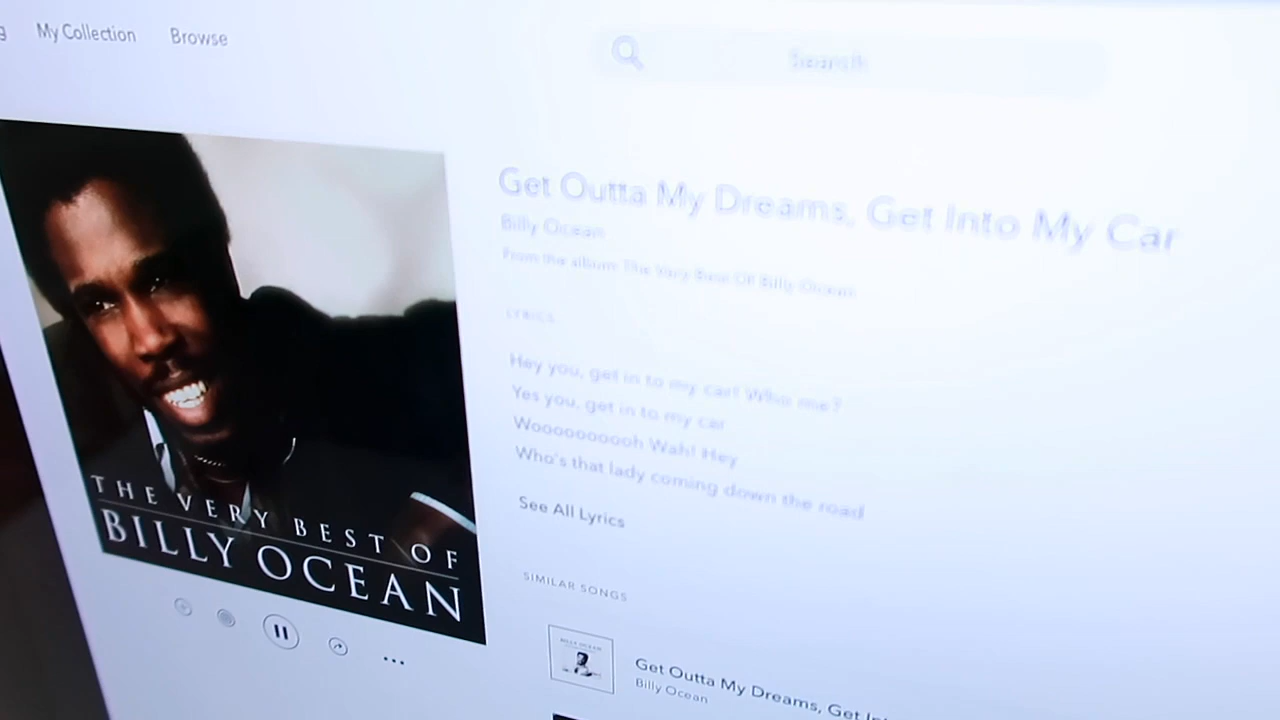 My Collection Browse
Search
Get Outta My Dreams, Get Into My Car
Billy Ocean
From the album The Very Best Of Billy Ocean
LYRICS
Hey you, get in to my car! Who me?
Yes you, get in to my car
Wooooooooooh Wah! Hey
Who's that lady coming down the road
See All Lyrics
SIMILAR SONGS
Get Outta My Dreams, Get
Billy Ocean
THE VERY BEST OF
BILLY OCEAN